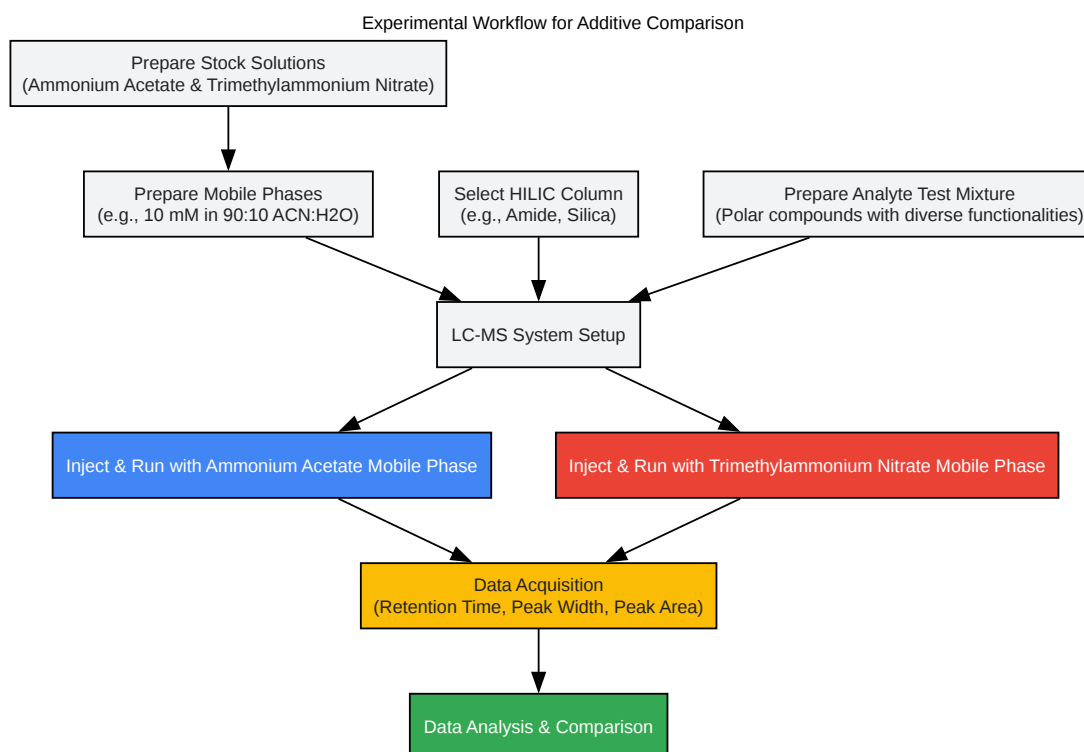 Experimental Workflow for Additive Comparison
Prepare Stock Solutions
(Ammonium Acetate & Trimethylammonium Nitrate)
Prepare Mobile Phases
(e.g., 10 mM in 90:10 ACN:H2O)
Select HILIC Column
(e.g., Amide, Silica)
Prepare Analyte Test Mixture
(Polar compounds with diverse functionalities)
LC-MS System Setup
Inject & Run with Ammonium Acetate Mobile Phase
Inject & Run with Trimethylammonium Nitrate Mobile Phase
Data Acquisition
(Retention Time, Peak Width, Peak Area)
Data Analysis & Comparison